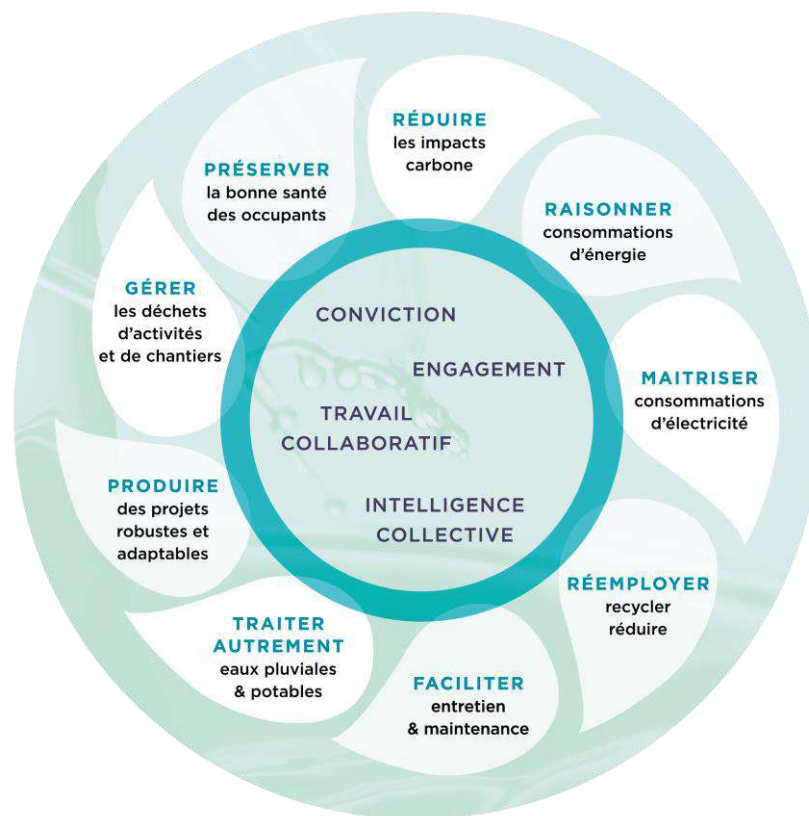 RÉDUIRE
les impacts
carbone
RAISONNER
consommations
d'énergie
MAITRISER
consommations
d'électricité
RÉEMPLOYER
recycler
réduire
FACILITER
entretien
& maintenance
TRAITER
AUTREMENT
eaux pluviales
& potables
PRODUIRE
des projets
robustes et
adaptables
GÉRER
les déchets
d'activités
et de chantiers
PRÉSERVER
la bonne santé
des occupants
CONVICTION
ENGAGEMENT
TRAVAIL
COLLABORATIF
INTELLIGENCE
COLLECTIVE